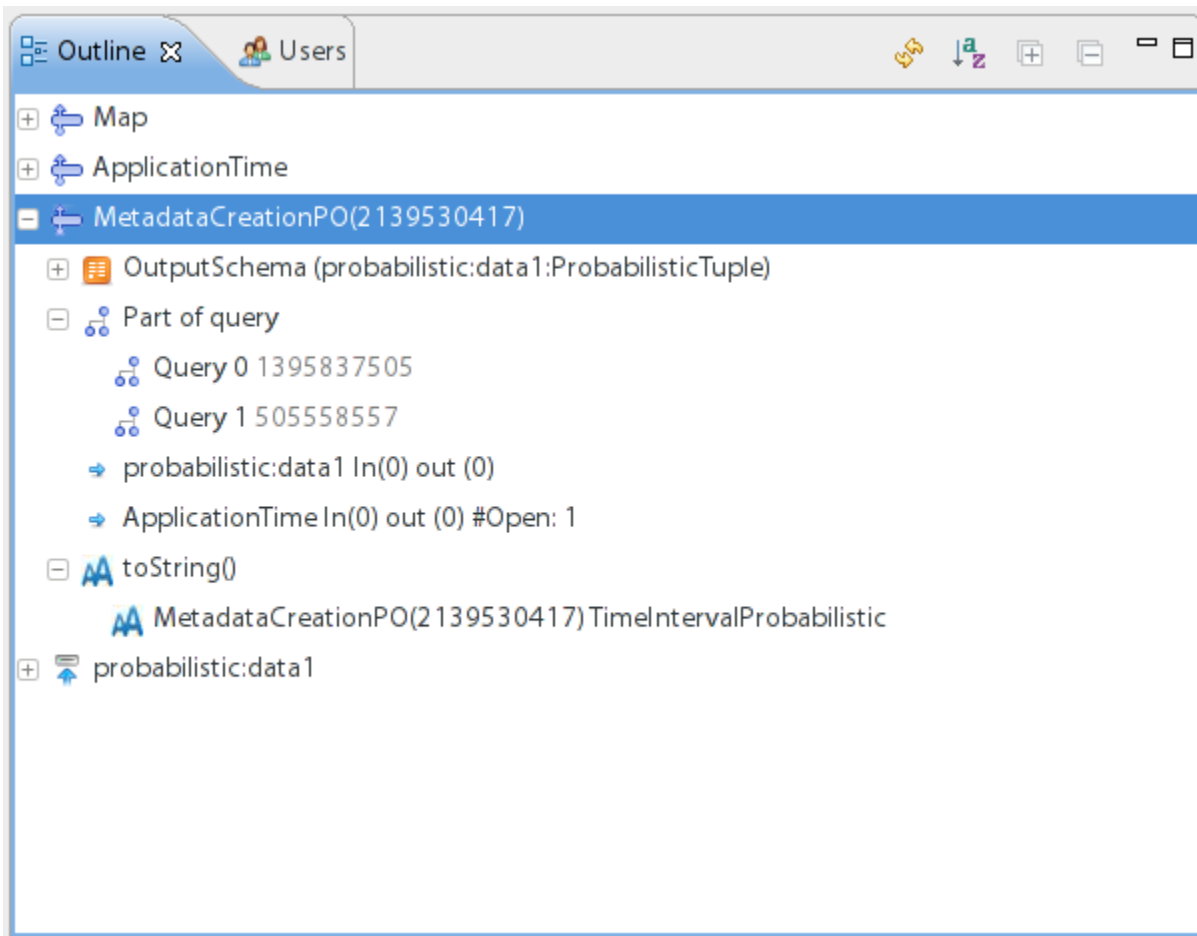 Outline Users
Map
ApplicationTime
MetadataCreationPO(2139530417)
OutputSchema (probabilistic:data1:ProbabilisticTuple)
Part of query
Query 0 1395837505
Query 1 505558557
probabilistic:data1 In(0) out (0)
ApplicationTime In(0) out (0) #Open: 1
toString()
MetadataCreationPO(2139530417) TimeIntervalProbabilistic
probabilistic:data1